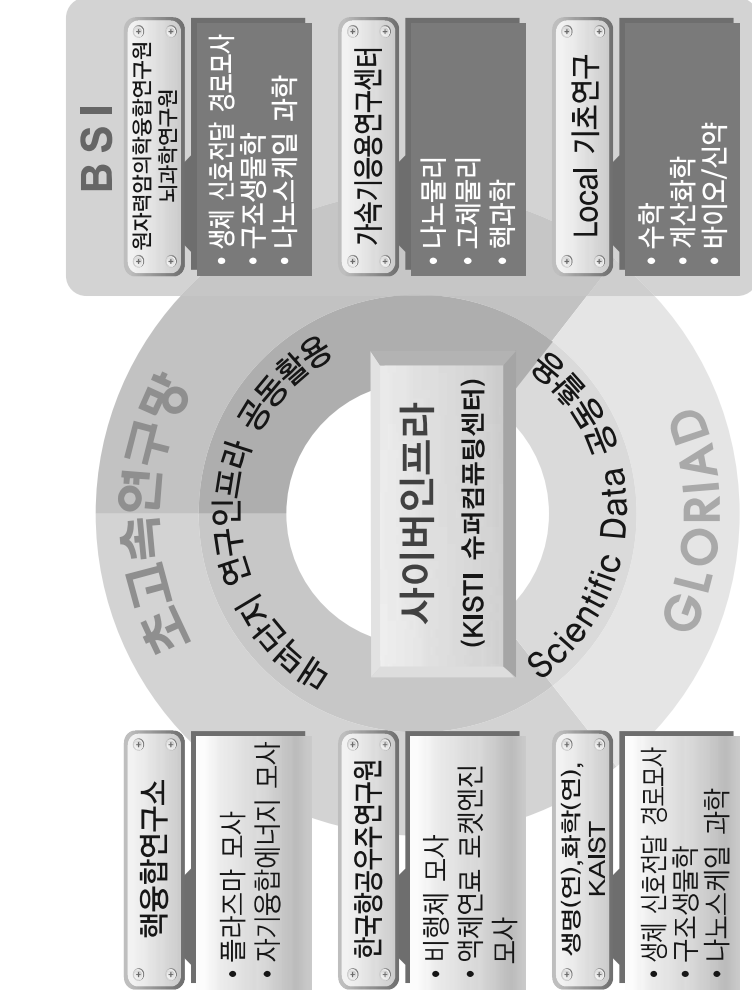 핵융합연구소
• 플라즈마 모사
• 자기융합에너지 모사
한국항공우주연구원
• 비행체 모사
• 액체연료 로켓엔진
모사
생명(연),화학(연),
KAIST
• 생체 신호전달 경로모사
• 구조생물학
• 나노스케일 과학
초고속연구망
대덕단지 연구인프라 공동활용
사이버인프라
(KISTI 슈퍼컴퓨팅센터)
Scientific Data 공동활용
GLORIAD
BSI
원자력암의학융합연구원
뇌과학연구원
• 생체 신호전달 경로모사
• 구조생물학
• 나노스케일 과학
가속기응용연구센터
• 나노물리
• 고체물리
• 핵과학
Local 기초연구
• 수학
• 계산화학
• 바이오/신약